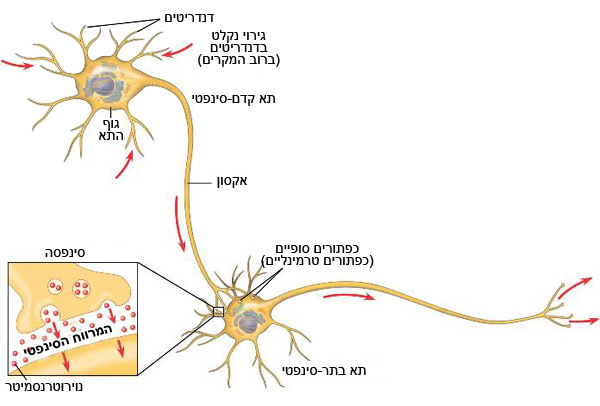 דנדריטים
גירוי נקלט
בדנדריטים
(ברוב המקרים)
תא קדם-סינפטי
גוף
התא
אקסון
כפתורים סופיים
(כפתורים טרמינליים)
סינפסה
המרווח הסינפטי
תא בתר-סינפטי
נוירוטרנסמיטר